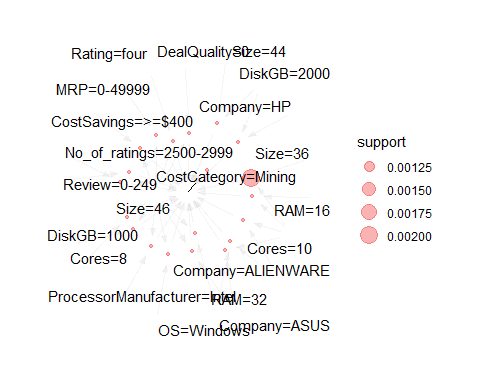 DealQuality=0
Size=44
Rating=four
DiskGB=2000
MRP=0-49999
Company=HP
CostSavings=>=$400
support
No_of_ratings=2500-2999
Size=36
0.00125
CostCategory=Mining
Review=0-249
0.00150
Size=46
RAM=16
0.00175
DiskGB=1000
0.00200
Cores=10
Cores=8
Company=ALIENWARE
ProcessorManufacturer=Intel
RAM=32
OS=Windows
Company=ASUS